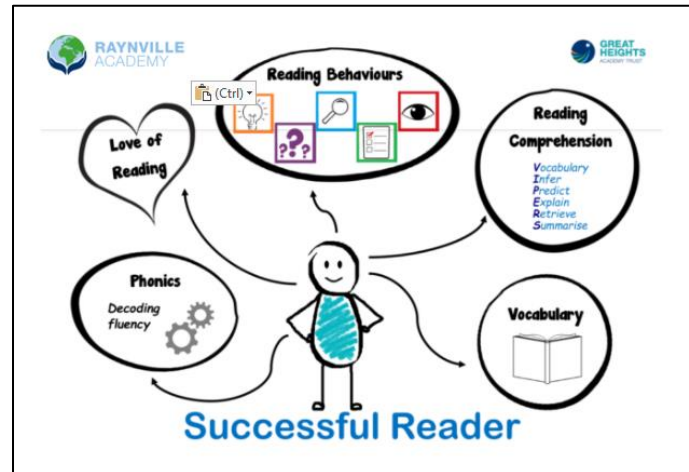 RAYNVILLE
ACADEMY
GREAT
HEIGHTS
ACADEMY TRUST
Reading Behaviours
(Ctrl)
???
Love of
Reading
Reading
Comprehension
Vocabulary
Infer
Predict
Explain
Retrieve
Summarise
Phonics
Decoding
fluency
Vocabulary
Successful Reader